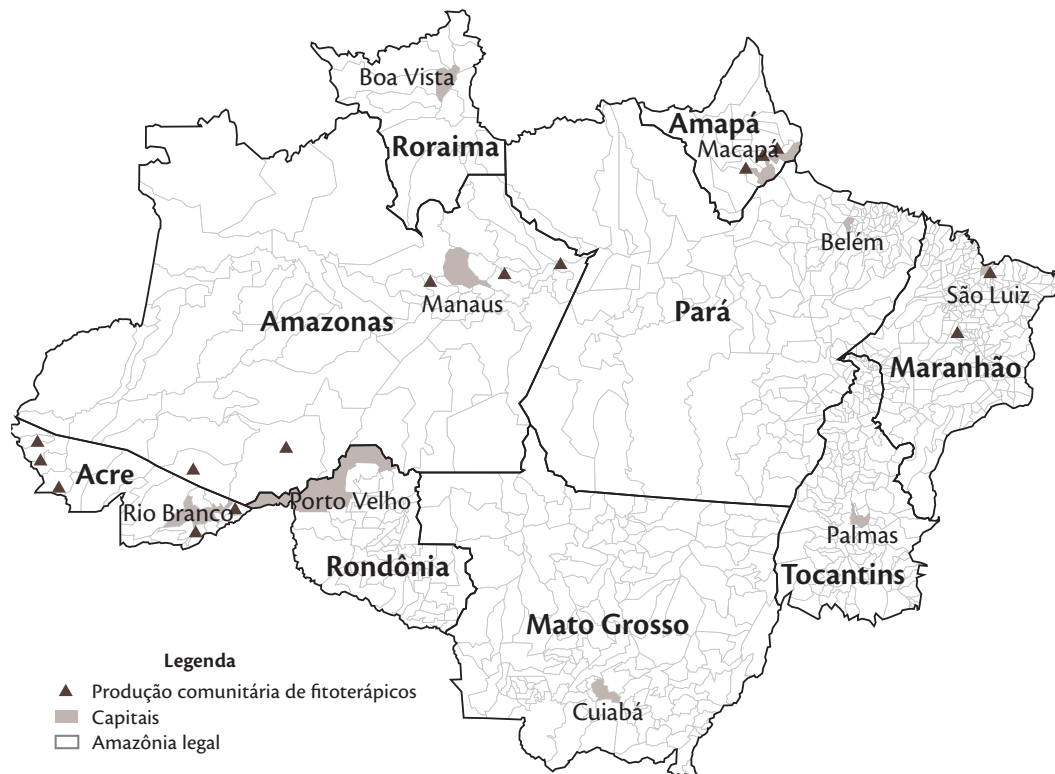 Boa Vista
Roraima
Amapá
Macapá
Belém
Manaus
São Luiz
Amazonas
Pará
Maranhão
Acre
Rio Branco
Porto Velho
Palmas
Rondônia
Tocantins
Mato Grosso
Cuiabá
Legenda
Produção comunitária de fitoterápicos
Capitais
Amazônia legal